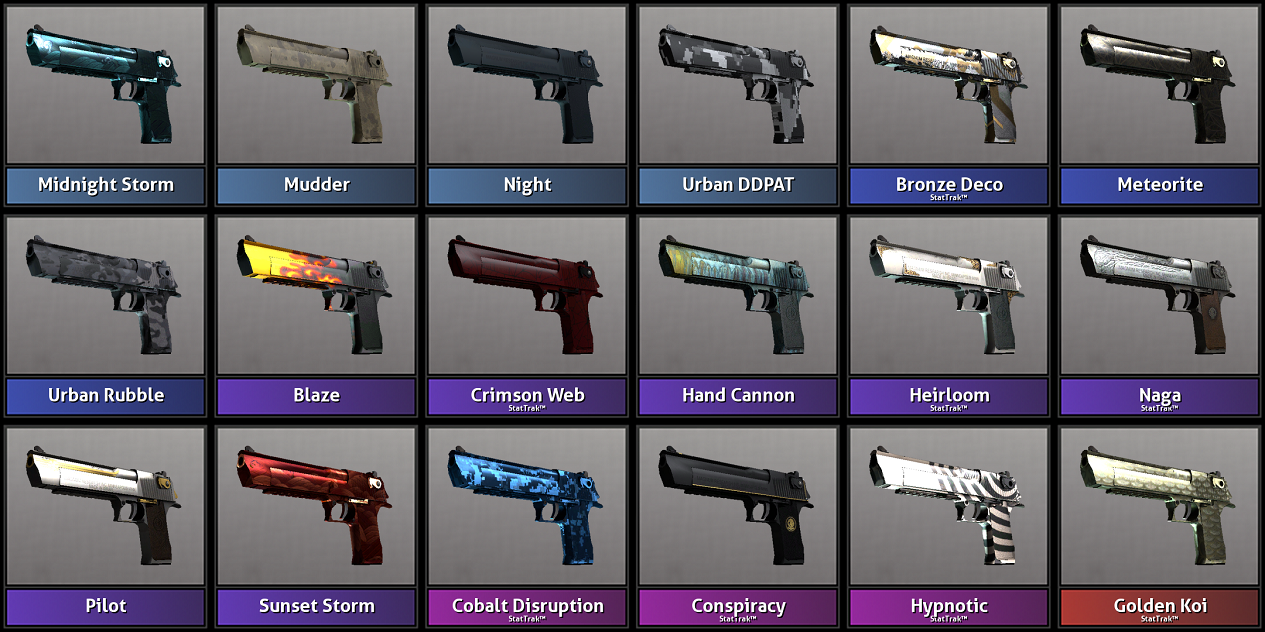 Midnight Storm
Mudder
Night
Urban DDPAT
Bronze Deco
StatTrak™
Meteorite
Urban Rubble
Blaze
Crimson Web
StatTrak™
Hand Cannon
Heirloom
StatTrak™
Naga
StatTrak™
Pilot
Sunset Storm
Cobalt Disruption
StatTrak™
Conspiracy
StatTrak™
Hypnotic
StatTrak™
Golden Koi
StatTrak™